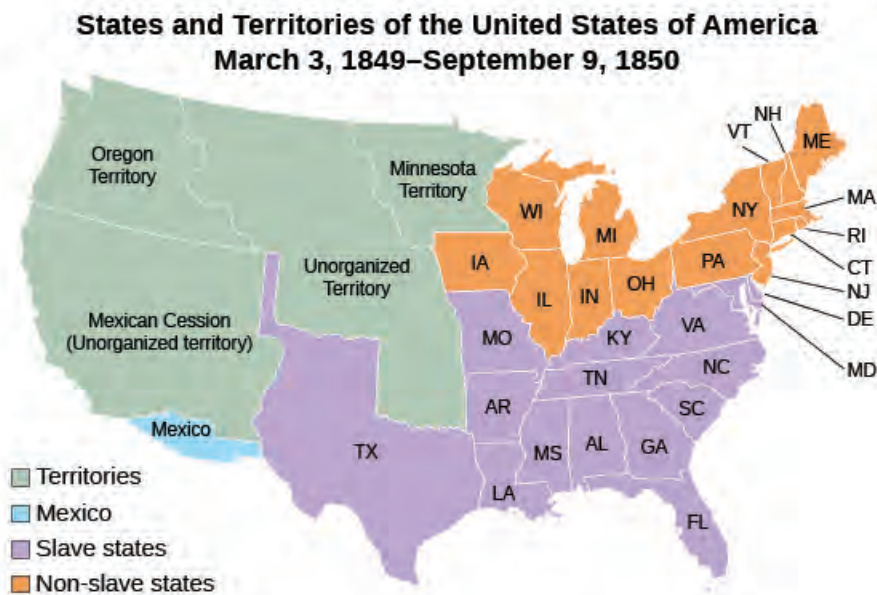 States and Territories of the United States of America
March 3, 1849–September 9, 1850
NH
VT
ME
Oregon
Territory
Minnesota
Territory
MA
WI
NY
RI
MI
CT
PA
IA
Unorganized
Territory
NJ
OH
IL
IN
DE
Mexican Cession
(Unorganized territory)
VA
MO
KY
MD
NC
TN
AR
SC
Mexico
TX
MS
AL
GA
Territories
LA
Mexico
FL
Slave states
Non-slave states